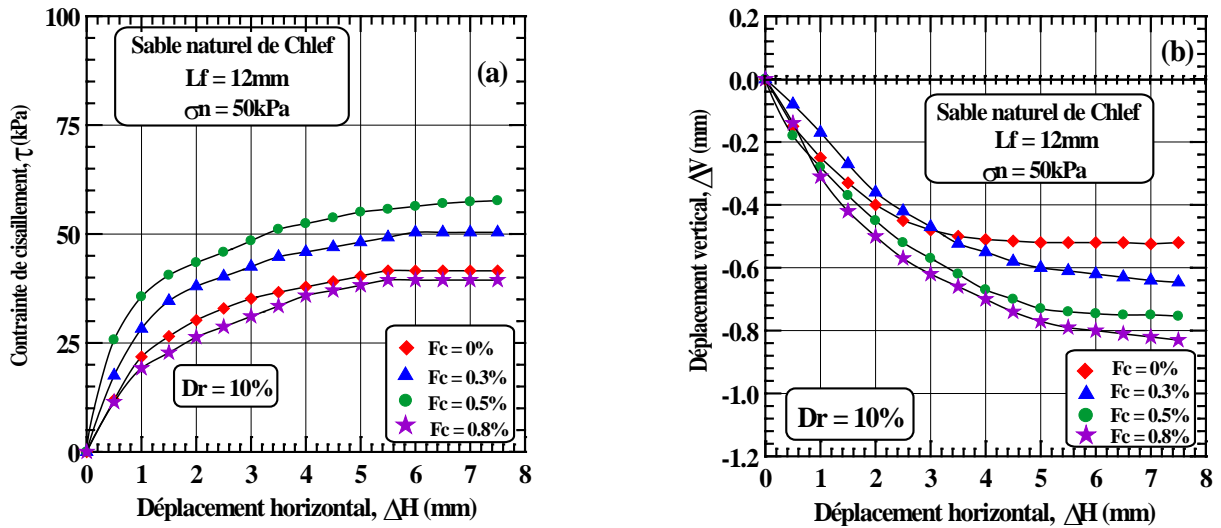 100
75
50
25
0
Contrainte de cisaillement, τ (kPa)
Sable naturel de Chlef
Lf = 12mm
σn = 50kPa
(a)
Dr = 10%
Fc = 0%
Fc = 0.3%
Fc = 0.5%
Fc = 0.8%
0 1 2 3 4 5 6 7 8
Déplacement horizontal, ΔH (mm)
-0.2
0.0
-0.2
-0.4
-0.6
-0.8
-1.0
-1.2
Déplacement vertical, ΔV (mm)
(b)
Sable naturel de Chlef
Lf = 12mm
σn = 50kPa
Dr = 10%
Fc = 0%
Fc = 0.3%
Fc = 0.5%
Fc = 0.8%
0 1 2 3 4 5 6 7 8
Déplacement horizontal, ΔH (mm)